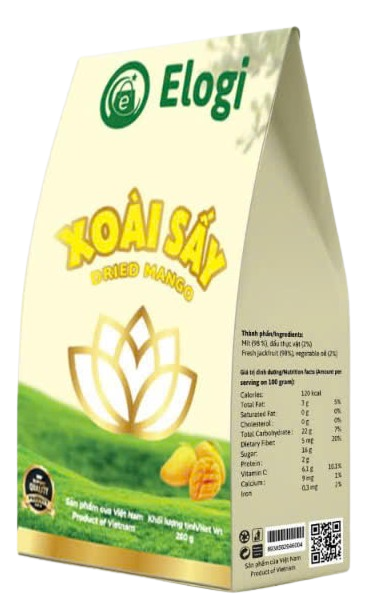 Elogi
XOÀI SẤY
DRIED MANGO
QUALITY
Sản phẩm của Việt Nam
Product of Vietnam
Khối lượng tịnh/Net Wt
280 g
Thành phần/Ingredients:
Mít (98 %), dầu thực vật (2%)
Fresh jackfruit (98%), vegetable oil (2%)
Giá trị dinh dưỡng/Nutrition facts (Amount per
serving on 100 gram):
Calories: 120 kcal
Total Fat: 3 g 5%
Saturated Fat: 0 g 0%
Cholesterol: 0 g 0%
Total Carbohydrate: 22 g 7%
Dietary Fiber: 5 mg 20%
Sugar: 16 g
Protein: 2 g
Vitamin C: 6,1 g 10.1%
Calcium: 9 mg 1%
Iron 0,3 mg 2%
Sản phẩm của Việt Nam
Product of Vietnam